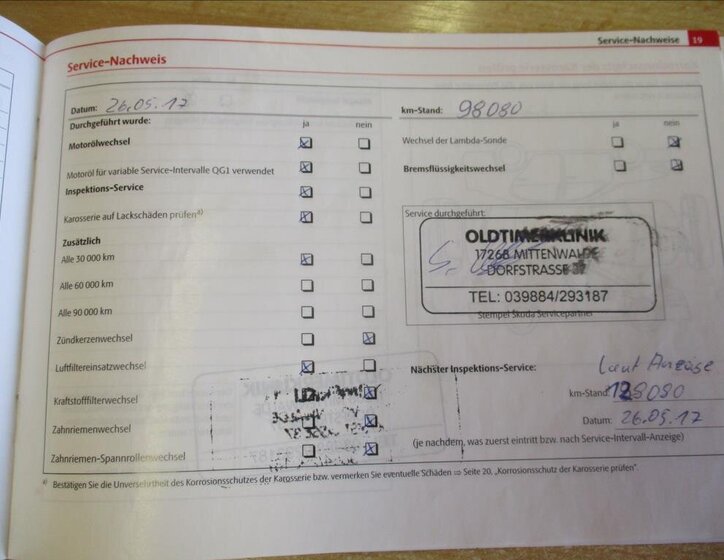 Service-Nachweise 19
Service-Nachweis
Datum: 26.05.17
km-Stand: 98080
Durchgeführt wurde: ja nein
ja nein
Motorölwechsel
Wechsel der Lambda-Sonde
Motoröl für variable Service-Intervalle QG1 verwendet
Bremsflüssigkeitswechsel
Inspektions-Service
Karosserie auf Lackschäden prüfen a)
Service durchgeführt:
Zusätzlich
OLDTIMERKLINIK
Alle 30 000 km
17268 MITTENWALDE
DORFSTRASSE 37
Alle 60 000 km
TEL: 039884/293187
Alle 90 000 km
Stempel Škoda Servicepartner
Zündkerzenwechsel
Luftfiltereinsatzwechsel
Nächster Inspektions-Service: Laut Anzeige
Kraftstofffilterwechsel
km-Stand: 128080
Zahnriemenwechsel
Datum: 26.05.17
Zahnriemen-Spannrollenwechsel
(je nachdem, was zuerst eintritt bzw. nach Service-Intervall-Anzeige)
a) Bestätigen Sie die Unversehrtheit des Korrosionsschutzes der Karosserie bzw. vermerken Sie eventuelle Schäden ⇒ Seite 20, „Korrosionsschutz der Karosserie prüfen".